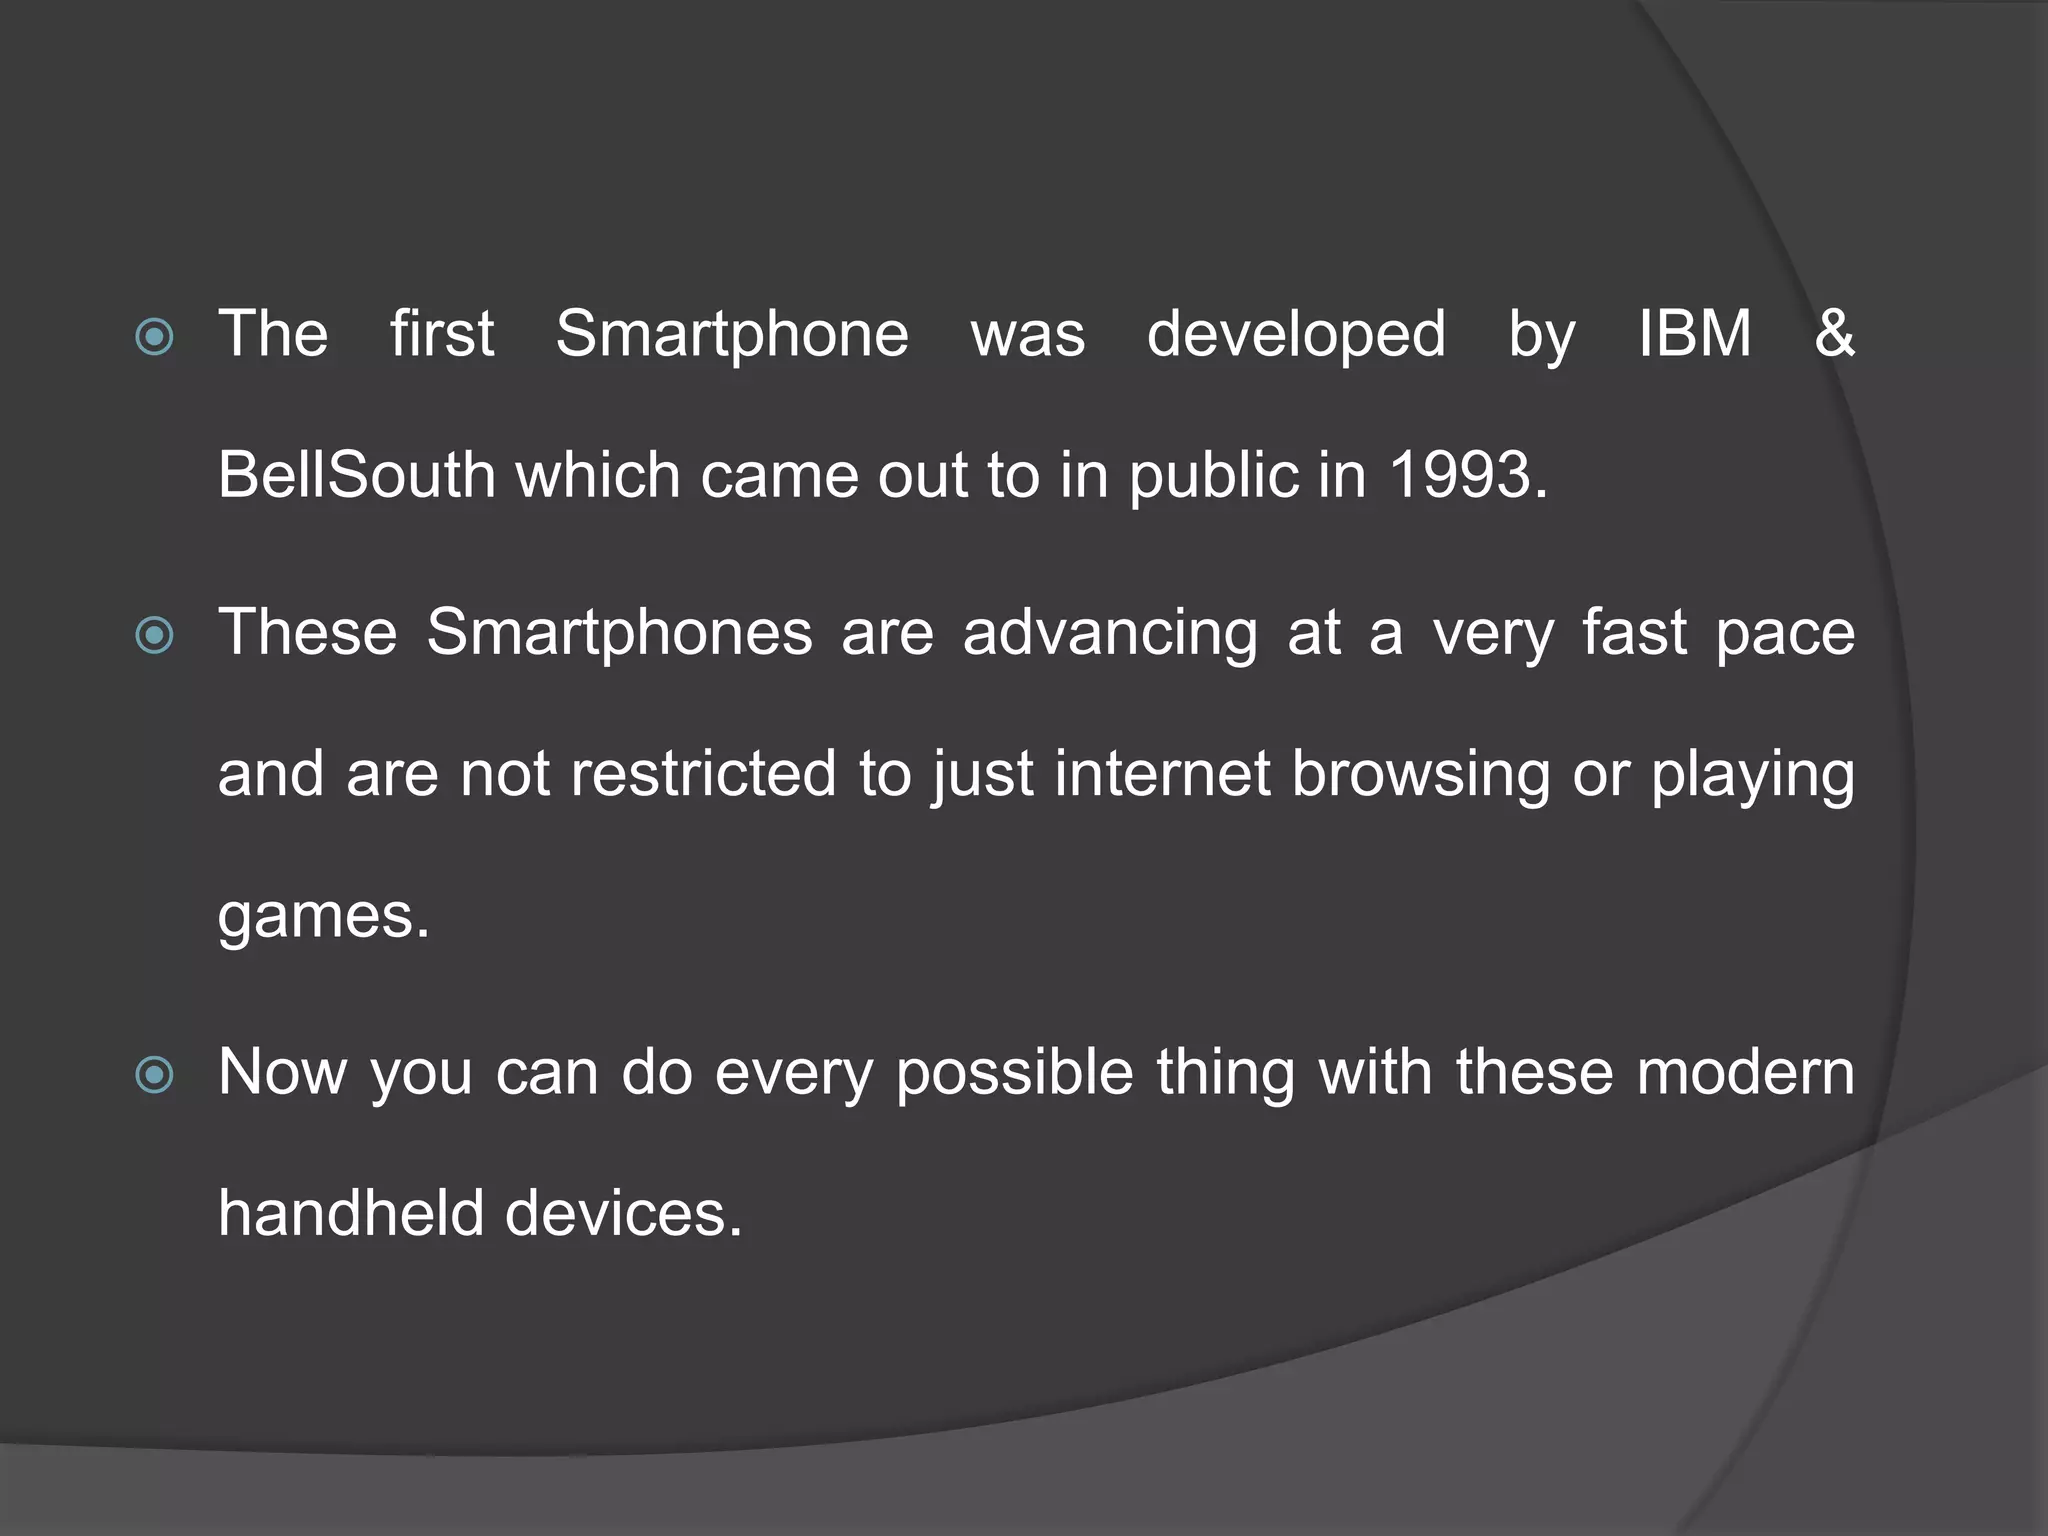 The first Smartphone was developed by IBM &
BellSouth which came out to in public in 1993.
These Smartphones are advancing at a very fast pace
and are not restricted to just internet browsing or playing
games.
Now you can do every possible thing with these modern
handheld devices.